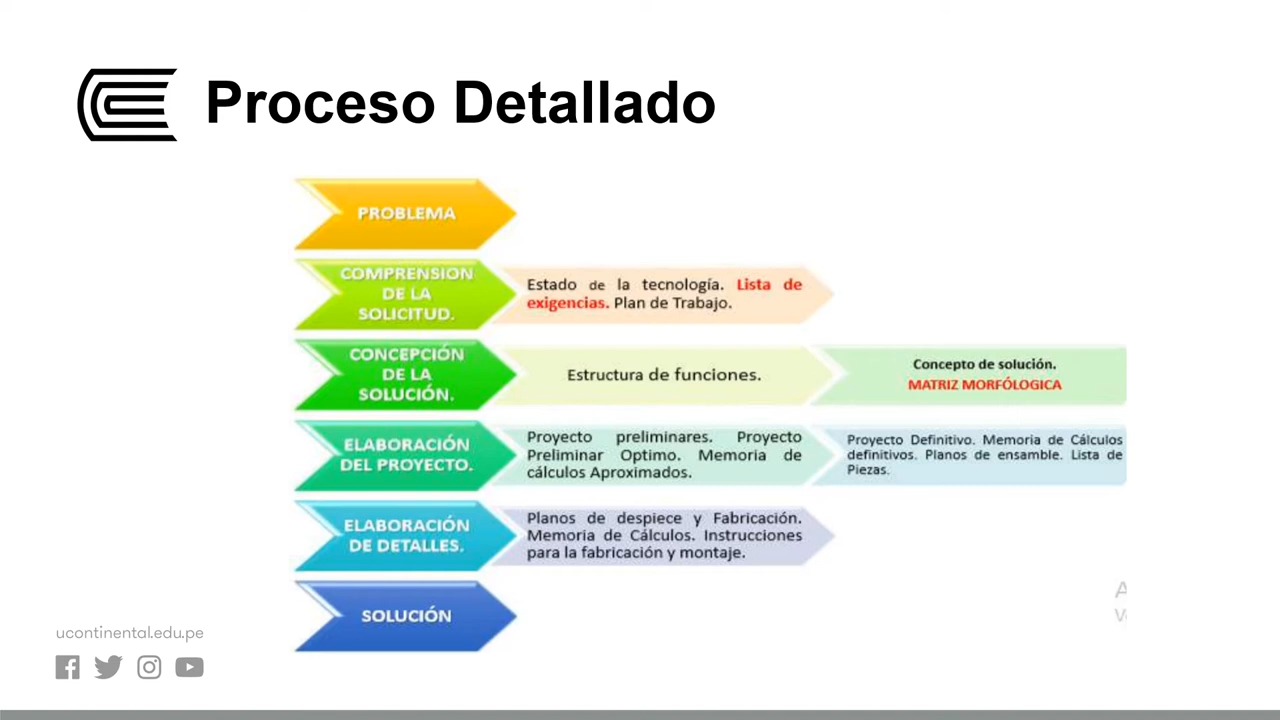 Proceso Detallado
PROBLEMA
COMPRENSION
DE LA
SOLICITUD.
Estado de la tecnología. Lista de
exigencias. Plan de Trabajo.
CONCEPCIÓN
DE LA
SOLUCIÓN.
Estructura de funciones.
Concepto de solución.
MATRIZ MORFÓLOGICA
ELABORACIÓN
DEL PROYECTO.
Proyecto preliminares. Proyecto
Preliminar Optimo. Memoria de
cálculos Aproximados.
Proyecto Definitivo. Memoria de Cálculos
definitivos. Planos de ensamble. Lista de
Piezas.
ELABORACIÓN
DE DETALLES.
Planos de despiece y Fabricación.
Memoria de Cálculos. Instrucciones
para la fabricación y montaje.
SOLUCIÓN
ucontinental.edu.pe